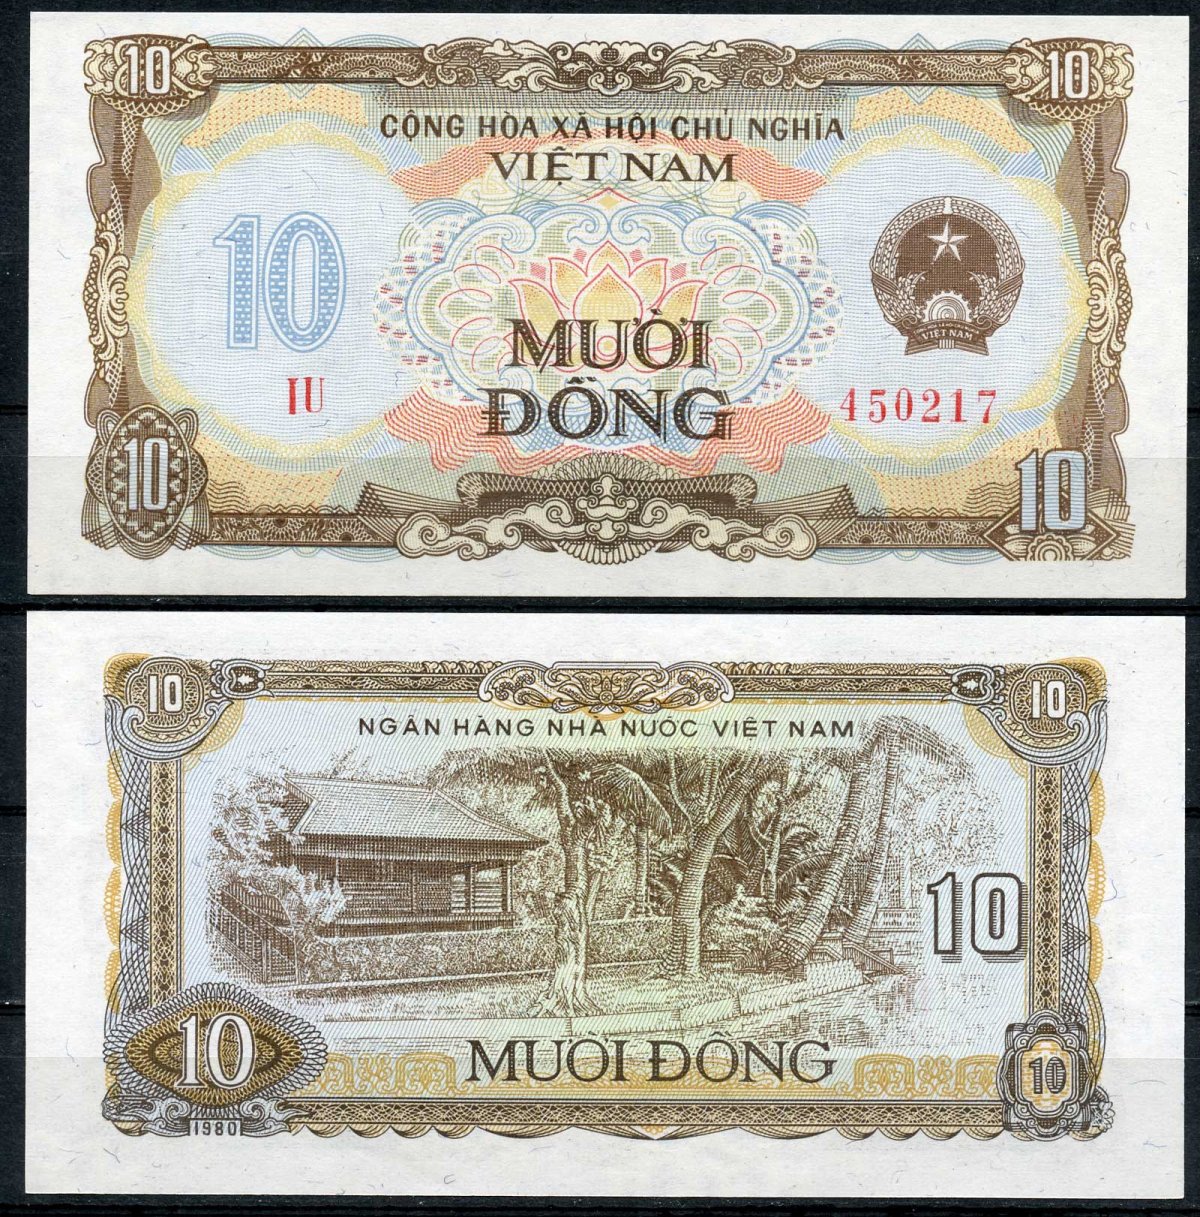 10 10
CỘNG HÒA XÃ HỘI CHỦ NGHĨA
VIỆT NAM
10
VIỆT NAM
MƯỜI
ĐỒNG
IU 450217
10 10
10 10
NGÂN HÀNG NHÀ NƯỚC VIỆT NAM
10
MƯỜI ĐỒNG
10 10
1980